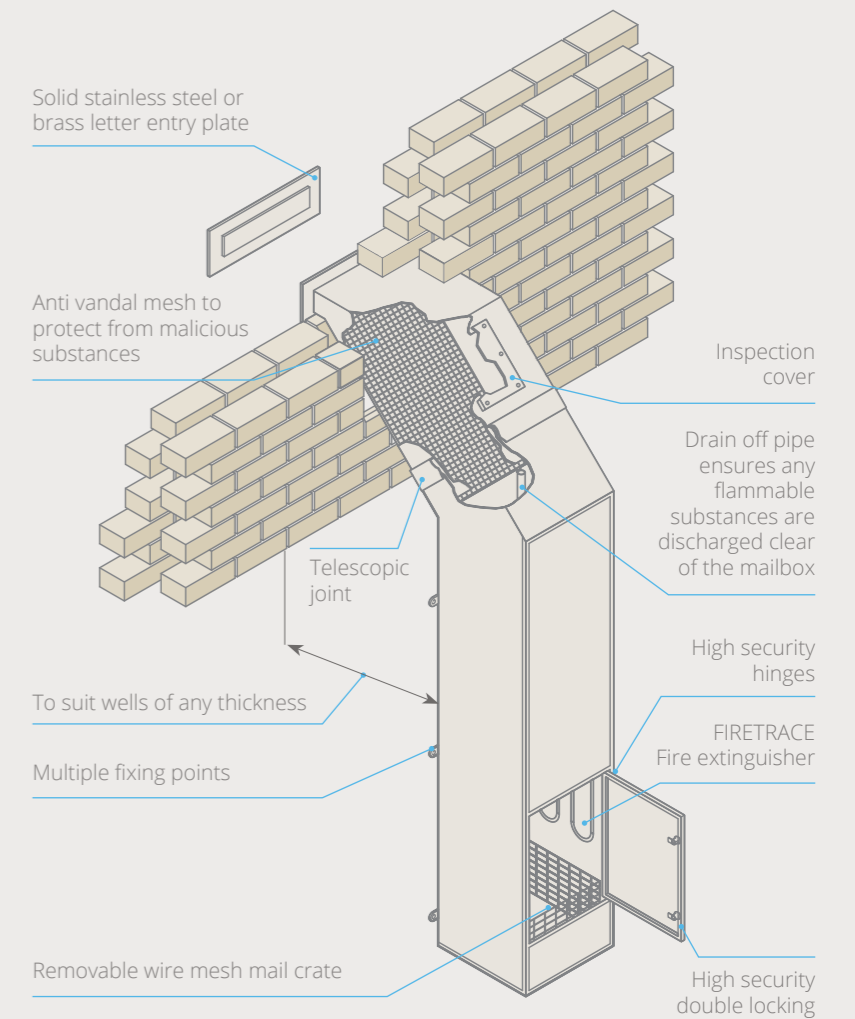 Solid stainless steel or
brass letter entry plate
Anti vandal mesh to
protect from malicious
substances
Inspection
cover
Drain off pipe
ensures any
flammable
substances are
discharged clear
of the mailbox
Telescopic
joint
High security
hinges
To suit wells of any thickness
FIRETRACE
Fire extinguisher
Multiple fixing points
Removable wire mesh mail crate
High security
double locking